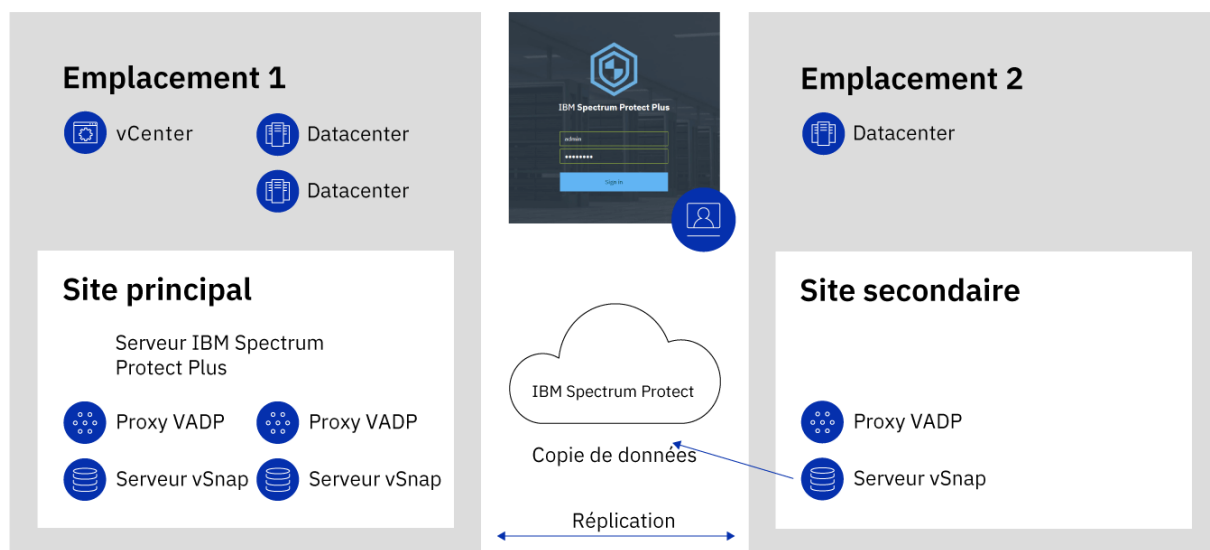 Emplacement 1
vCenter
Datacenter
Datacenter
Site principal
Serveur IBM Spectrum
Protect Plus
Proxy VADP
Proxy VADP
Serveur vSnap
Serveur vSnap
IBM Spectrum Protect Plus
admin
••••••••
Sign In
IBM Spectrum Protect
Copie de données
Réplication
Emplacement 2
Datacenter
Site secondaire
Proxy VADP
Serveur vSnap